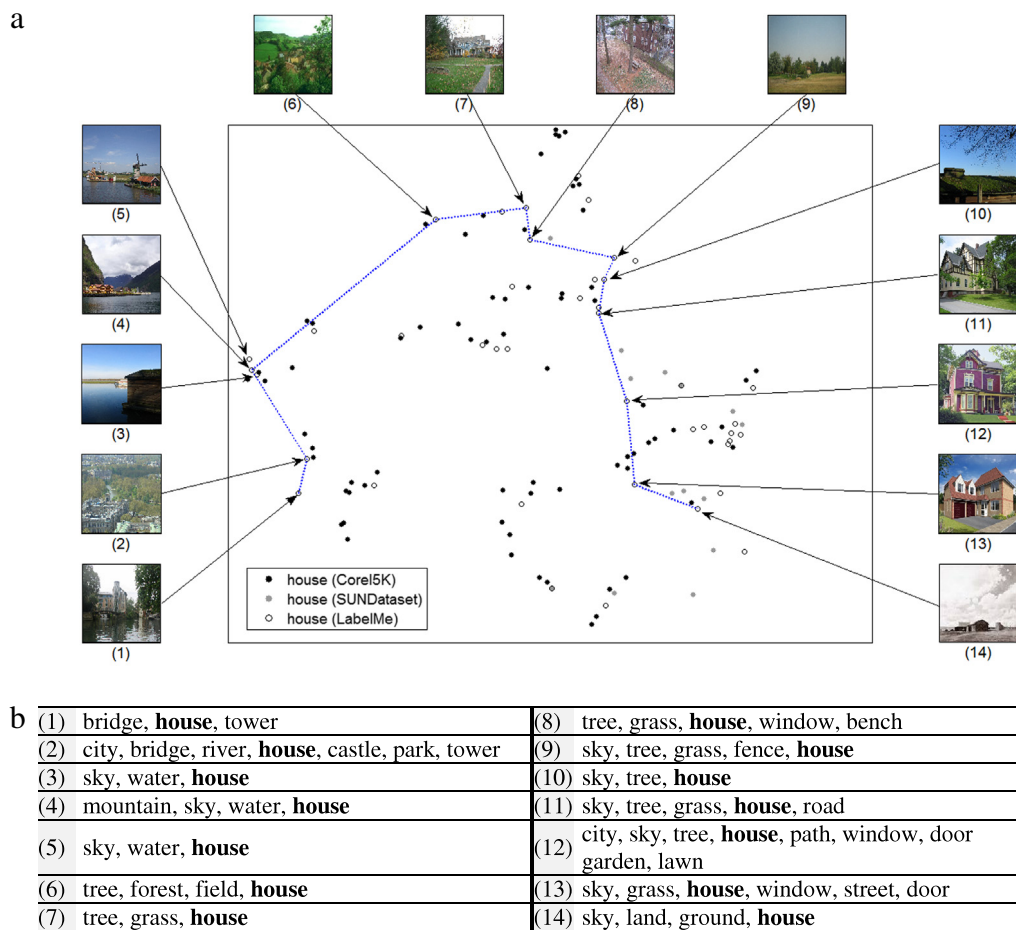 a
(6)
(7)
(8)
(9)
(5)
(10)
(4)
(11)
(3)
(12)
(2)
(13)
(1)
(14)
house (Corel5K)
house (SUNDataset)
house (LabelMe)
b
(1) bridge, house, tower
(2) city, bridge, river, house, castle, park, tower
(3) sky, water, house
(4) mountain, sky, water, house
(5) sky, water, house
(6) tree, forest, field, house
(7) tree, grass, house
(8) tree, grass, house, window, bench
(9) sky, tree, grass, fence, house
(10) sky, tree, house
(11) sky, tree, grass, house, road
(12) city, sky, tree, house, path, window, door
garden, lawn
(13) sky, grass, house, window, street, door
(14) sky, land, ground, house